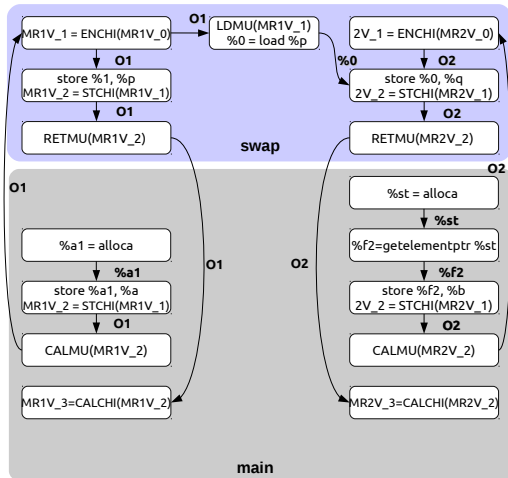 O1
MR1V_1 = ENCHI(MR1V_0)
LDMU(MR1V_1)
%0 = load %p
2V_1 = ENCHI(MR2V_0)
O1
%0
O2
store %1, %p
MR1V_2 = STCHI(MR1V_1)
store %0, %q
2V_2 = STCHI(MR2V_1)
O1
O2
RETMU(MR1V_2)
RETMU(MR2V_2)
swap
O2
O1
%st = alloca
%st
%a1 = alloca
%f2=getelementptr %st
O1
O2
%a1
%f2
store %a1, %a
MR1V_2 = STCHI(MR1V_1)
store %f2, %b
2V_2 = STCHI(MR2V_1)
O1
O2
CALMU(MR1V_2)
CALMU(MR2V_2)
MR1V_3=CALCHI(MR1V_2)
MR2V_3=CALCHI(MR2V_2)
main